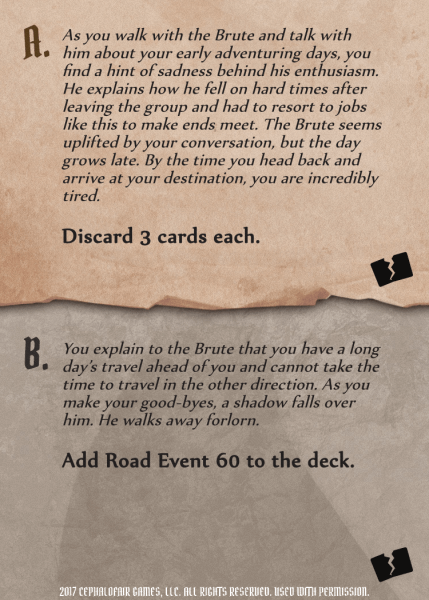 A.
As you walk with the Brute and talk with
him about your early adventuring days, you
find a hint of sadness behind his enthusiasm.
He explains how he fell on hard times after
leaving the group and had to resort to jobs
like this to make ends meet. The Brute seems
uplifted by your conversation, but the day
grows late. By the time you head back and
arrive at your destination, you are incredibly
tired.
Discard 3 cards each.
B.
You explain to the Brute that you have a long
day's travel ahead of you and cannot take the
time to travel in the other direction. As you
make your good-byes, a shadow falls over
him. He walks away forlorn.
Add Road Event 60 to the deck.
2017 CEPHALOFAIR GAMES, LLC. ALL RIGHTS RESERVED. USED WITH PERMISSION.